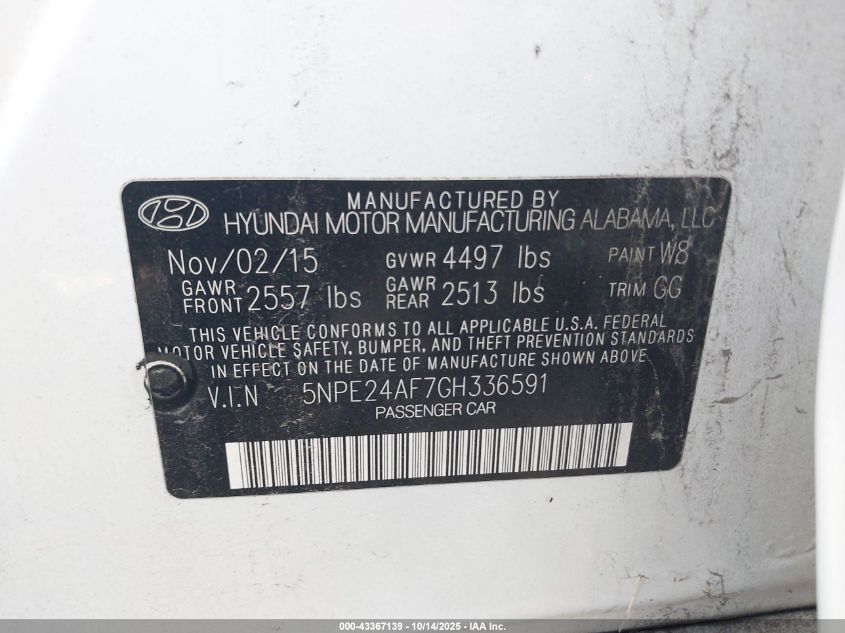 MANUFACTURED BY
HYUNDAI MOTOR MANUFACTURING ALABAMA, LLC
Nov/02/15 GVWR 4497 lbs PAINT W8
GAWR FRONT 2557 lbs GAWR REAR 2513 lbs TRIM GG
THIS VEHICLE CONFORMS TO ALL APPLICABLE U.S.A. FEDERAL
MOTOR VEHICLE SAFETY, BUMPER, AND THEFT PREVENTION STANDARDS
IN EFFECT ON THE DATE OF MANUFACTURE SHOWN ABOVE.
V.I.N 5NPE24AF7GH336591
PASSENGER CAR
000-43367139 - 10/14/2025 - IAA Inc.